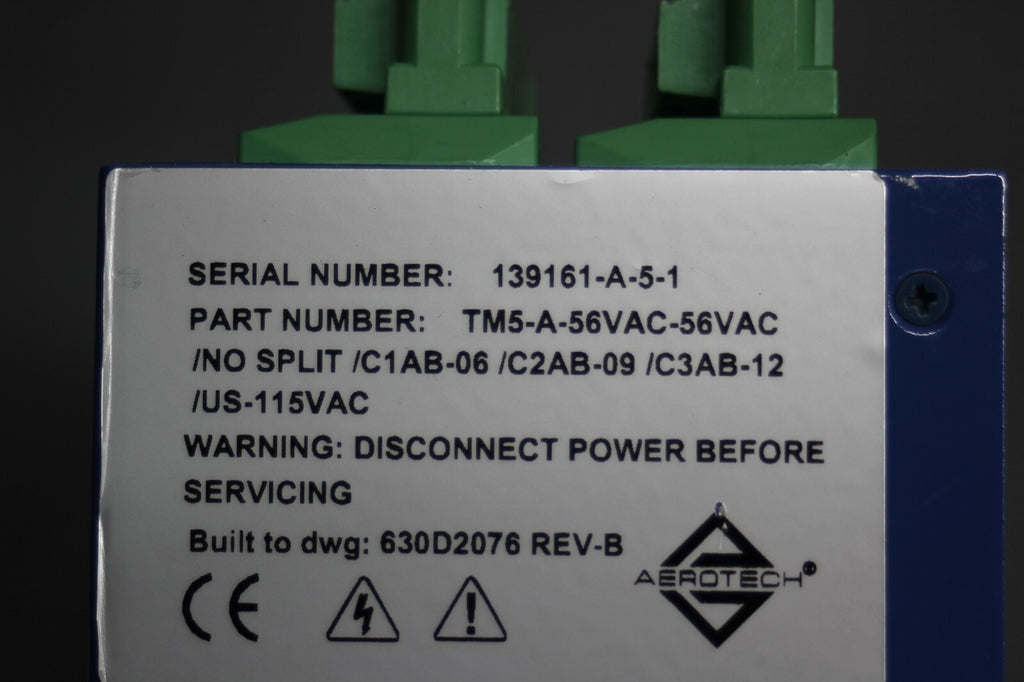 SERIAL NUMBER: 139161-A-5-1
PART NUMBER: TM5-A-56VAC-56VAC
/NO SPLIT /C1AB-06 /C2AB-09 /C3AB-12
/US-115VAC
WARNING: DISCONNECT POWER BEFORE
SERVICING
Built to dwg: 630D2076 REV-B
AEROTECH®
CE